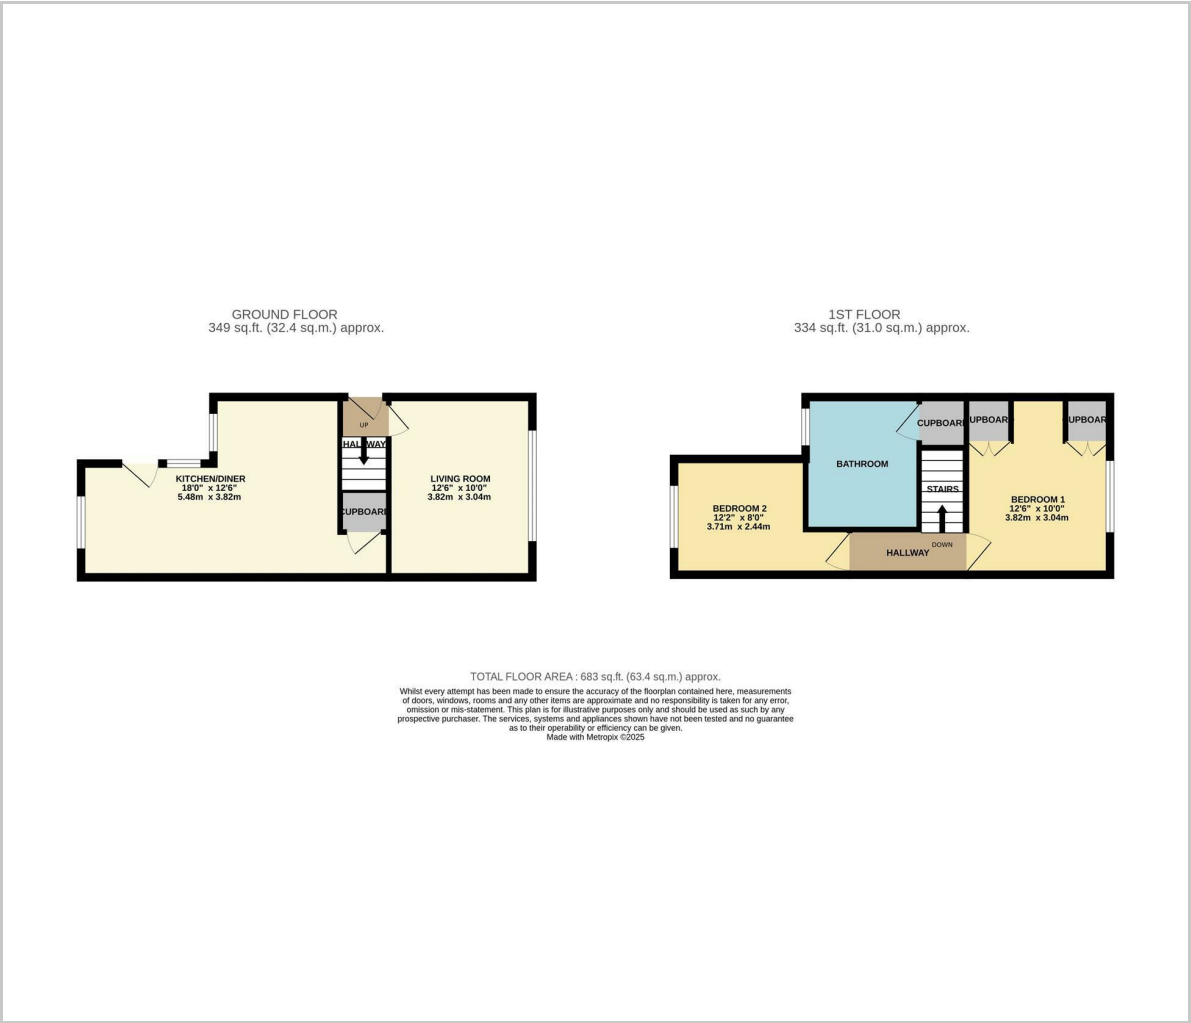 GROUND FLOOR
349 sq.ft. (32.4 sq.m.) approx.
1ST FLOOR
334 sq.ft. (31.0 sq.m.) approx.
UP
HALLWAY
KITCHEN/DINER
18'0" x 12'6"
5.48m x 3.82m
LIVING ROOM
12'6" x 10'0"
3.82m x 3.04m
CUPBOARD
CUPBOARD
UPBOAR
UPBOAR
BATHROOM
STAIRS
BEDROOM 2
12'2" x 8'0"
3.71m x 2.44m
BEDROOM 1
12'6" x 10'0"
3.82m x 3.04m
DOWN
HALLWAY
TOTAL FLOOR AREA : 683 sq.ft. (63.4 sq.m.) approx.
Whilst every attempt has been made to ensure the accuracy of the floorplan contained here, measurements
of doors, windows, rooms and any other items are approximate and no responsibility is taken for any error,
omission or mis-statement. This plan is for illustrative purposes only and should be used as such by any
prospective purchaser. The services, systems and appliances shown have not been tested and no guarantee
as to their operability or efficiency can be given.
Made with Metropix ©2025